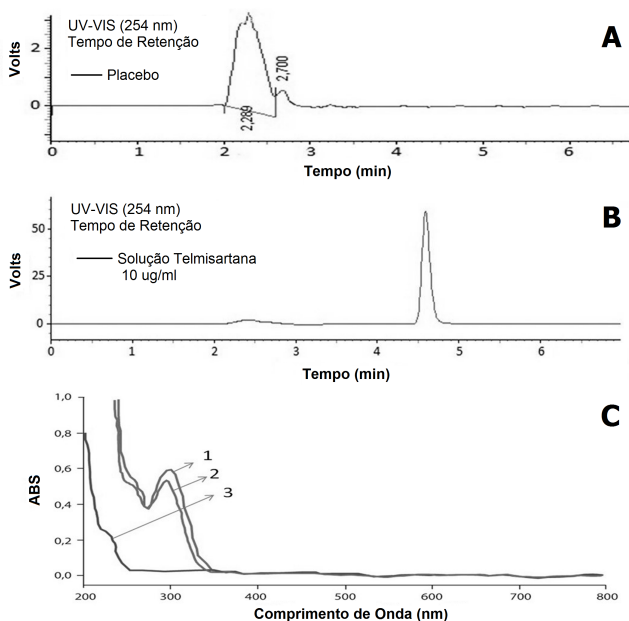 UV-VIS (254 nm)
Tempo de Retenção
Placebo
A
Volts
2
0
2,289
2,700
0 1 2 3 4 5 6
Tempo (min)
UV-VIS (254 nm)
Tempo de Retenção
Solução Telmisartana
10 ug/ml
B
Volts
50
25
0
0 1 2 3 4 5 6
Tempo (min)
C
ABS
1,0
0,8
0,6
0,4
0,2
0,0
1
2
3
200 300 400 500 600 700 800
Comprimento de Onda (nm)